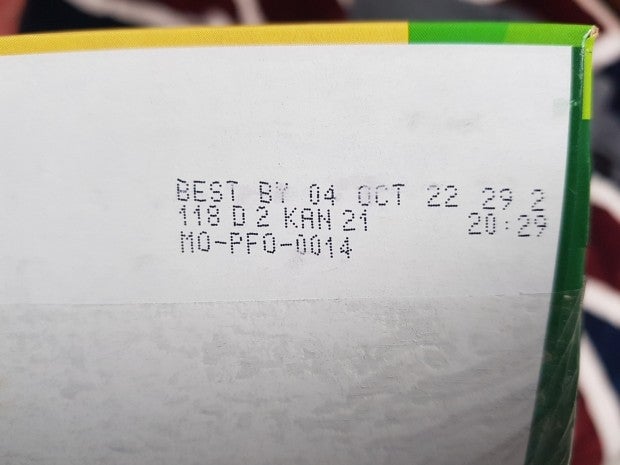 BEST BY 04 OCT 22 29 2
118 D 2 KAN 21 20:29
MO-PFO-0014